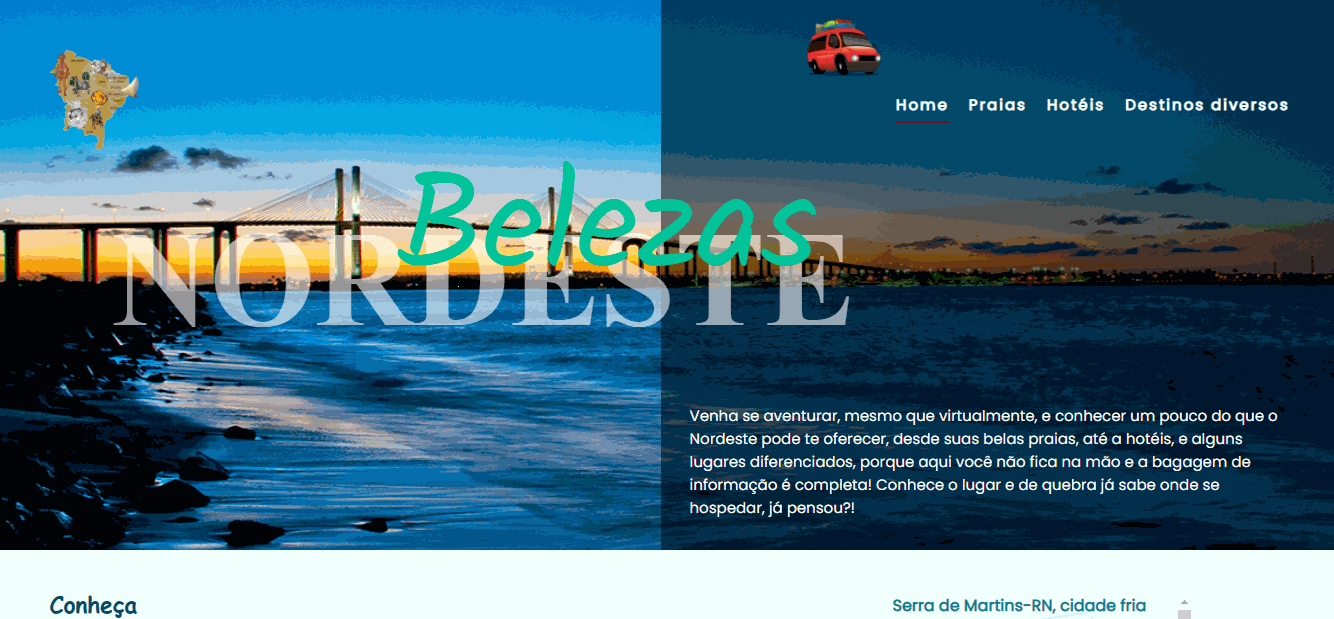 Home Praias Hotéis Destinos diversos
Belezas
NORDESTE
Venha se aventurar, mesmo que virtualmente, e conhecer um pouco do que o
Nordeste pode te oferecer, desde suas belas praias, até a hotéis, e alguns
lugares diferenciados, porque aqui você não fica na mão e a bagagem de
informação é completa! Conhece o lugar e de quebra já sabe onde se
hospedar, já pensou?!
Conheça
Serra de Martins-RN, cidade fria